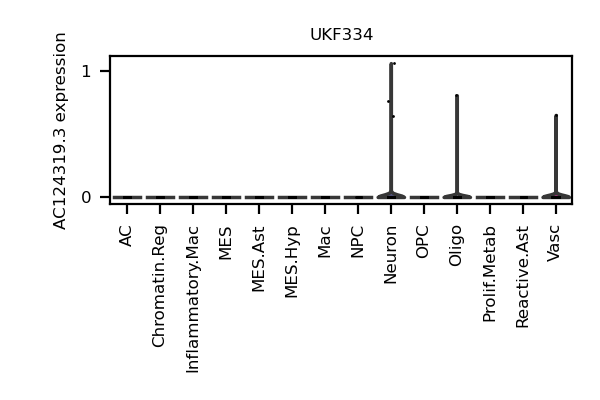 UKF334
AC124319.3 expression
1
0
AC
Chromatin.Reg
Inflammatory.Mac
MES
MES.Ast
MES.Hyp
Mac
NPC
Neuron
OPC
Oligo
Prolif.Metab
Reactive.Ast
Vasc